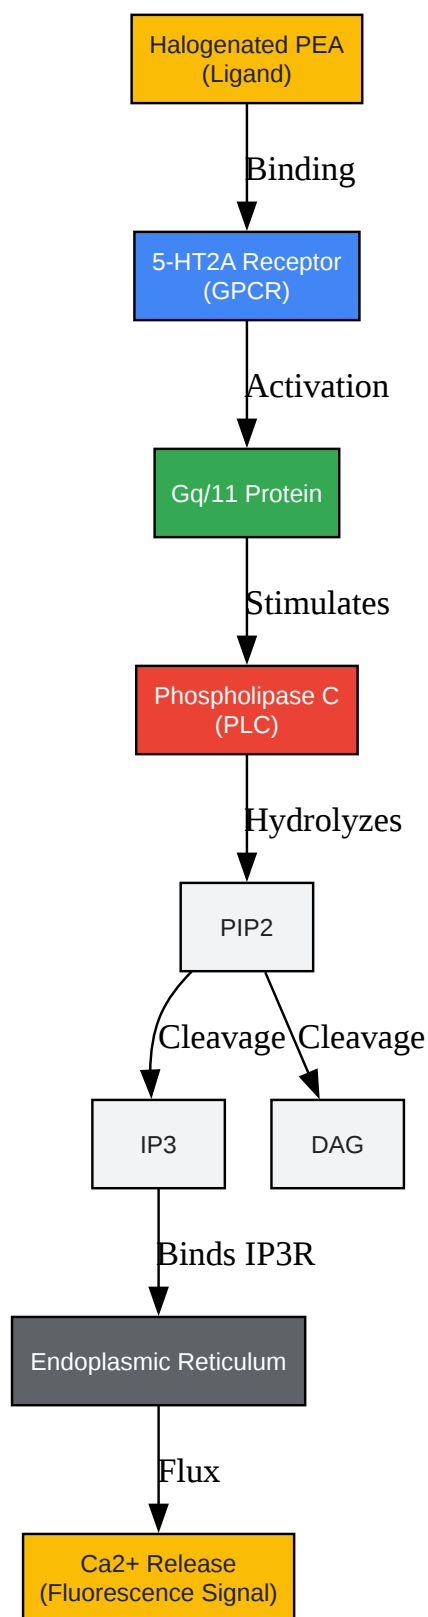 Halogenated PEA
(Ligand)
Binding
5-HT2A Receptor
(GPCR)
Activation
Gq/11 Protein
Stimulates
Phospholipase C
(PLC)
Hydrolyzes
PIP2
Cleavage
Cleavage
IP3
DAG
Binds IP3R
Endoplasmic Reticulum
Flux
Ca2+ Release
(Fluorescence Signal)